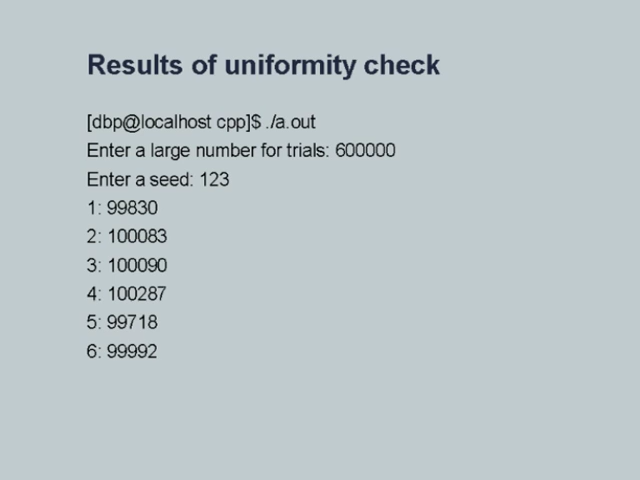 Results of uniformity check
[dbp@localhost cpp]$ ./a.out
Enter a large number for trials: 600000
Enter a seed: 123
1: 99830
2: 100083
3: 100090
4: 100287
5: 99718
6: 99992